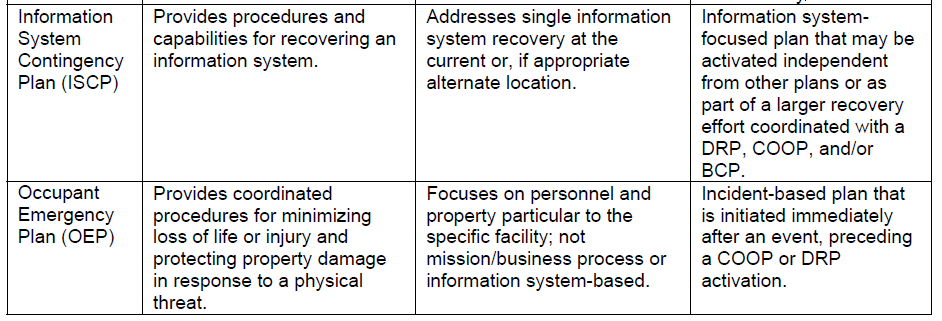 Information
System
Contingency
Plan (ISCP)
Provides procedures and
capabilities for recovering an
information system.
Addresses single information
system recovery at the
current or, if appropriate
alternate location.
Information system-
focused plan that may be
activated independent
from other plans or as
part of a larger recovery
effort coordinated with a
DRP, COOP, and/or
BCP.
Occupant
Emergency
Plan (OEP)
Provides coordinated
procedures for minimizing
loss of life or injury and
protecting property damage
in response to a physical
threat.
Focuses on personnel and
property particular to the
specific facility; not
mission/business process or
information system-based.
Incident-based plan that
is initiated immediately
after an event, preceding
a COOP or DRP
activation.